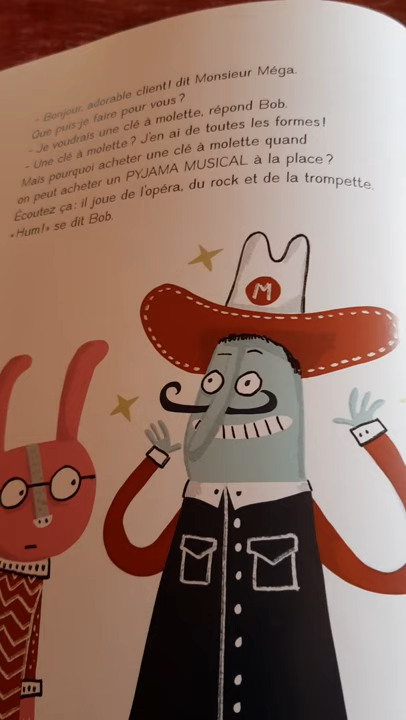 - Bonjour, adorable client! dit Monsieur Méga.
Que puis-je faire pour vous?
- Je voudrais une clé à molette, répond Bob.
- Une clé à molette? J'en ai de toutes les formes!
Mais pourquoi acheter une clé à molette quand
on peut acheter un PYJAMA MUSICAL à la place?
Écoutez ça: il joue de l'opéra, du rock et de la trompette.
«Hum!» se dit Bob.
M